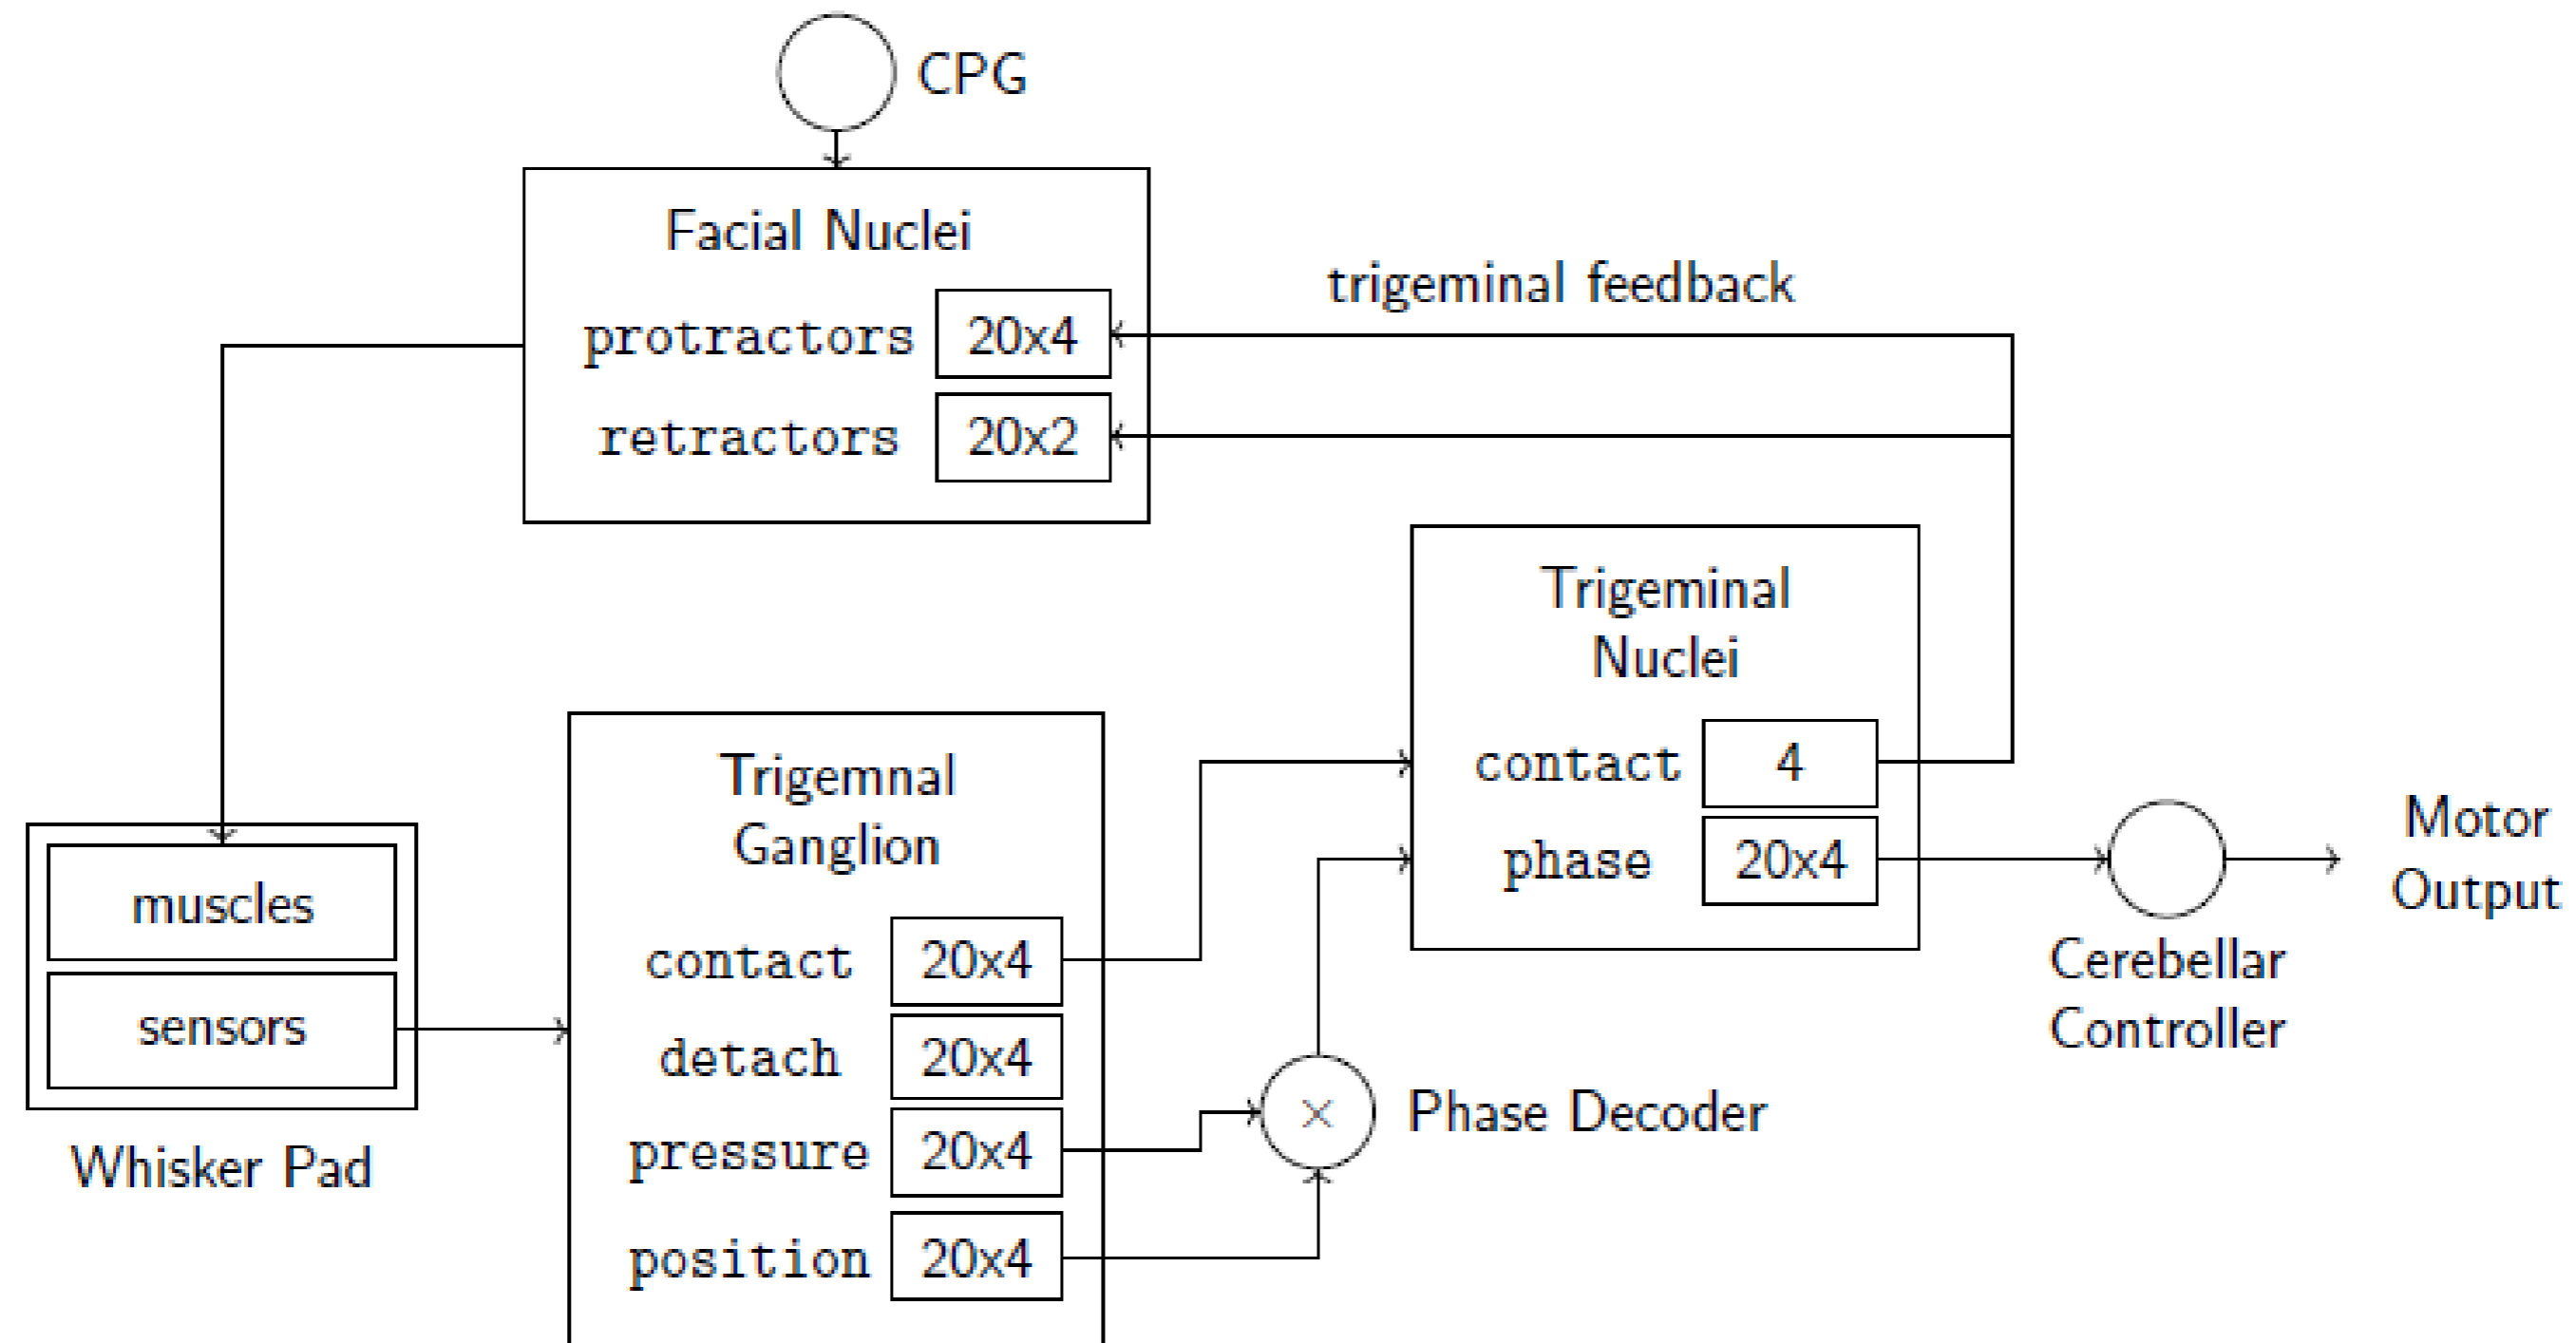 CPG
Facial Nuclei
protractors 20x4
retractors 20x2
trigeminal feedback
Trigeminal
Nuclei
contact 4
phase 20x4
Motor
Output
Cerebellar
Controller
muscles
sensors
Whisker Pad
Trigemnal
Ganglion
contact 20x4
detach 20x4
pressure 20x4
position 20x4
× Phase Decoder